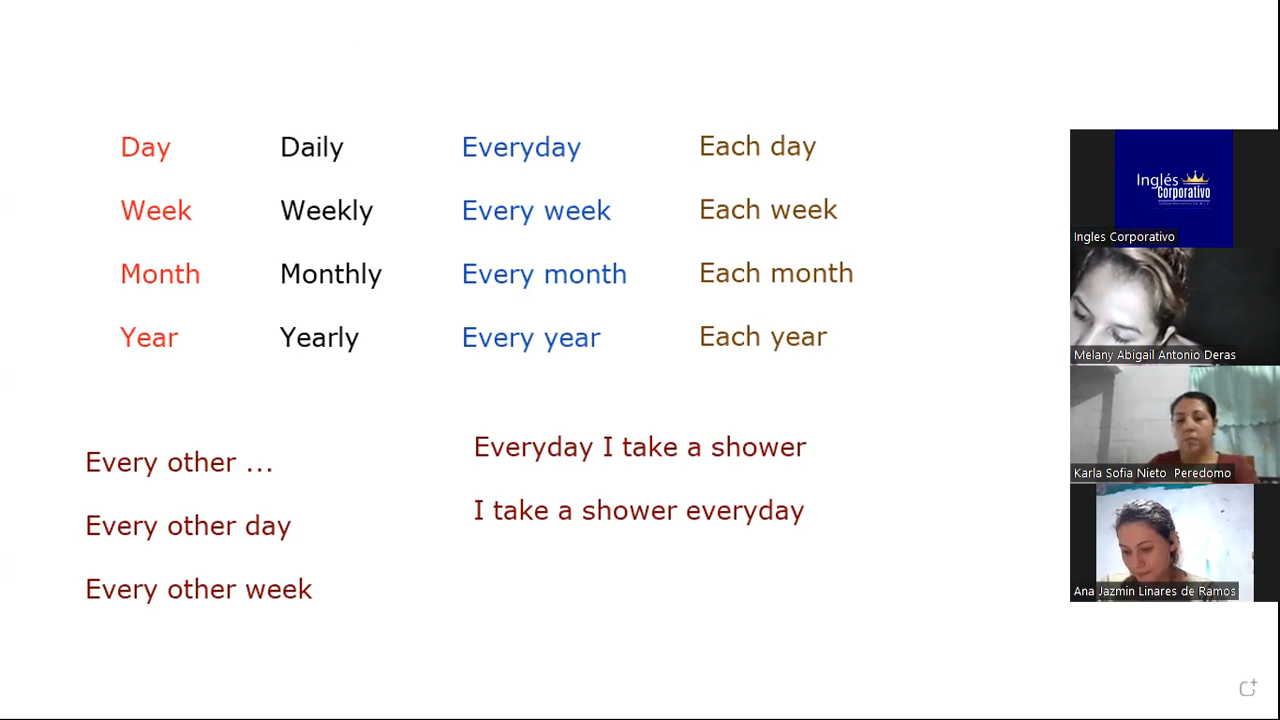 Day Daily Everyday Each day
Week Weekly Every week Each week
Month Monthly Every month Each month
Year Yearly Every year Each year
Every other ...
Every other day
Every other week
Everyday I take a shower
I take a shower everyday
Inglés
Corporativo
Ingles Corporativo
Melany Abigail Antonio Deras
Karla Sofia Nieto Peredomo
Ana Jazmin Linares de Ramos